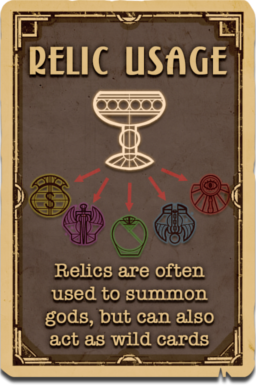 RELIC USAGE
Relics are often
used to summon
gods, but can also
act as wild cards